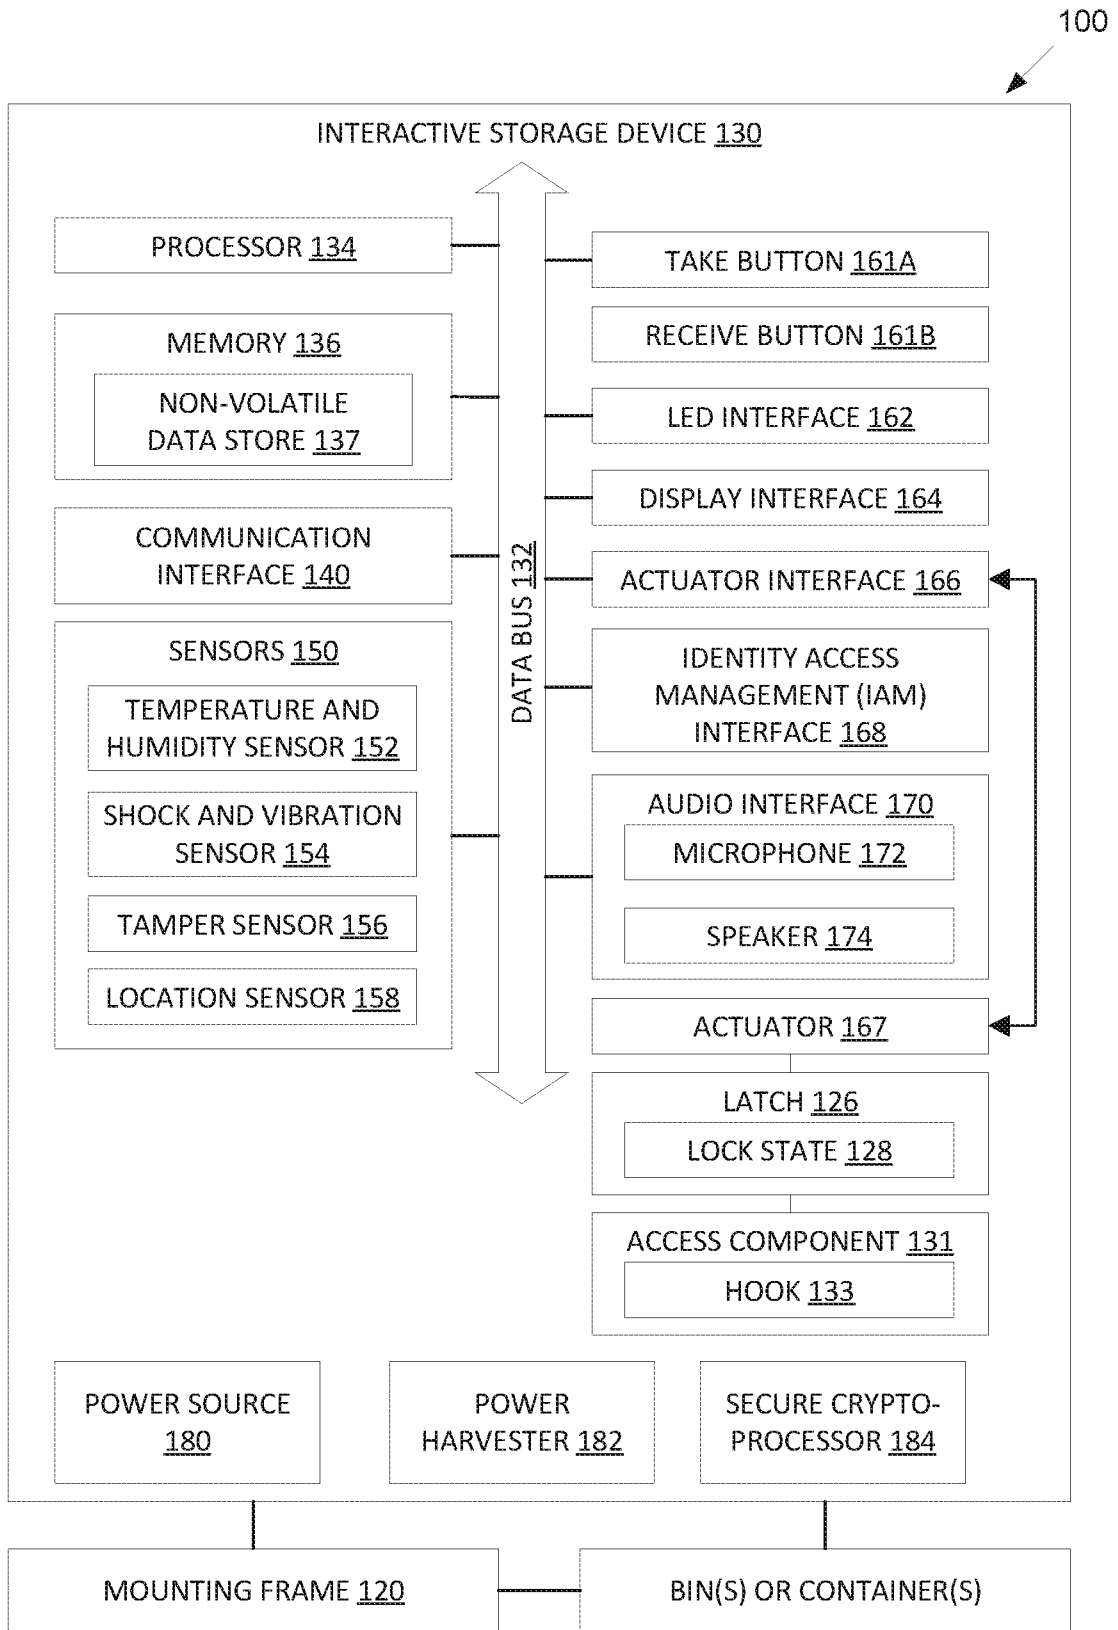 100
INTERACTIVE STORAGE DEVICE 130
PROCESSOR 134
MEMORY 136
NON-VOLATILE
DATA STORE 137
COMMUNICATION
INTERFACE 140
SENSORS 150
TEMPERATURE AND
HUMIDITY SENSOR 152
SHOCK AND VIBRATION
SENSOR 154
TAMPER SENSOR 156
LOCATION SENSOR 158
DATA BUS 132
TAKE BUTTON 161A
RECEIVE BUTTON 161B
LED INTERFACE 162
DISPLAY INTERFACE 164
ACTUATOR INTERFACE 166
IDENTITY ACCESS
MANAGEMENT (IAM)
INTERFACE 168
AUDIO INTERFACE 170
MICROPHONE 172
SPEAKER 174
ACTUATOR 167
LATCH 126
LOCK STATE 128
ACCESS COMPONENT 131
HOOK 133
POWER SOURCE
180
POWER
HARVESTER 182
SECURE CRYPTO-
PROCESSOR 184
MOUNTING FRAME 120
BIN(S) OR CONTAINER(S)